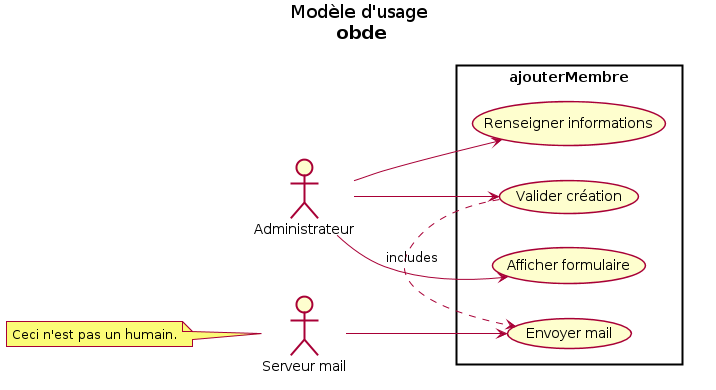 Modèle d'usage
obde
ajouterMembre
Renseigner informations
Valider création
Administrateur
includes
Afficher formulaire
Ceci n'est pas un humain.
Envoyer mail
Serveur mail